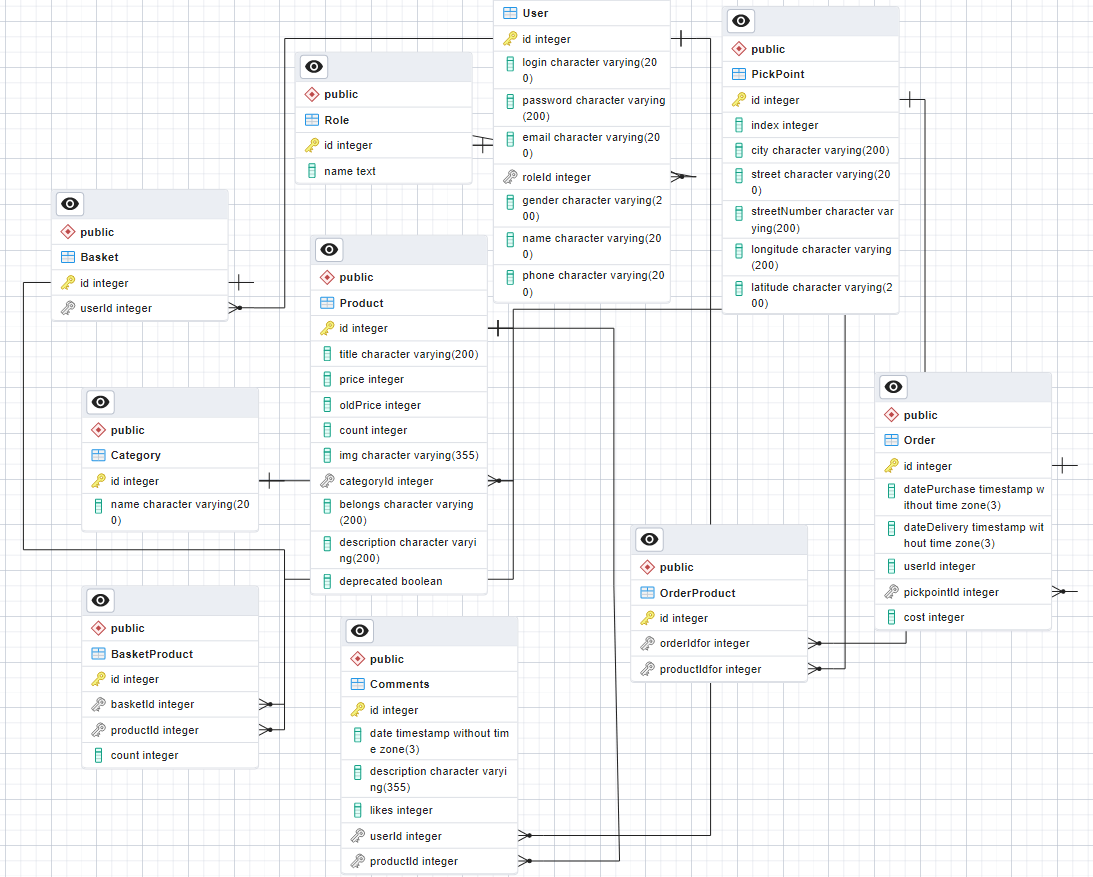 User
id integer
login character varying(20
0)
password character varying
(200)
email character varying(20
0)
roleId integer
gender character varying(2
00)
name character varying(20
0)
phone character varying(20
0)
public
PickPoint
id integer
index integer
city character varying(200)
street character varying(20
0)
streetNumber character var
ying(200)
longitude character varying
(200)
latitude character varying(2
00)
public
Role
id integer
name text
public
Basket
id integer
userId integer
public
Product
id integer
title character varying(200)
price integer
oldPrice integer
count integer
img character varying(355)
categoryId integer
belongs character varying
(200)
description character varyi
ng(200)
deprecated boolean
public
Category
id integer
name character varying(20
0)
public
Order
id integer
datePurchase timestamp w
ithout time zone(3)
dateDelivery timestamp wit
hout time zone(3)
userId integer
pickpointId integer
cost integer
public
OrderProduct
id integer
orderIdfor integer
productIdfor integer
public
BasketProduct
id integer
basketId integer
productId integer
count integer
public
Comments
id integer
date timestamp without tim
e zone(3)
description character varyi
ng(355)
likes integer
userId integer
productId integer